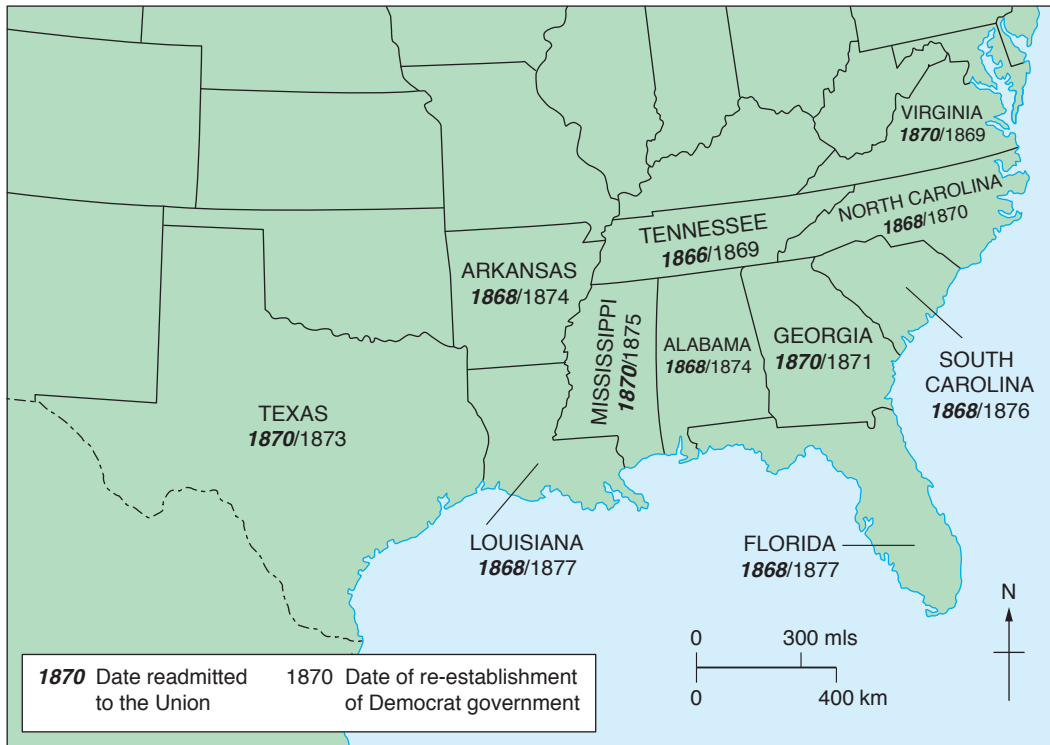 VIRGINIA
1870/1869
NORTH CAROLINA
1868/1870
TENNESSEE
1866/1869
ARKANSAS
1868/1874
MISSISSIPPI
1870/1875
ALABAMA
1868/1874
GEORGIA
1870/1871
SOUTH
CAROLINA
1868/1876
TEXAS
1870/1873
LOUISIANA
1868/1877
FLORIDA
1868/1877
N
0 300 mls
0 400 km
1870 Date readmitted
to the Union
1870 Date of re-establishment
of Democrat government